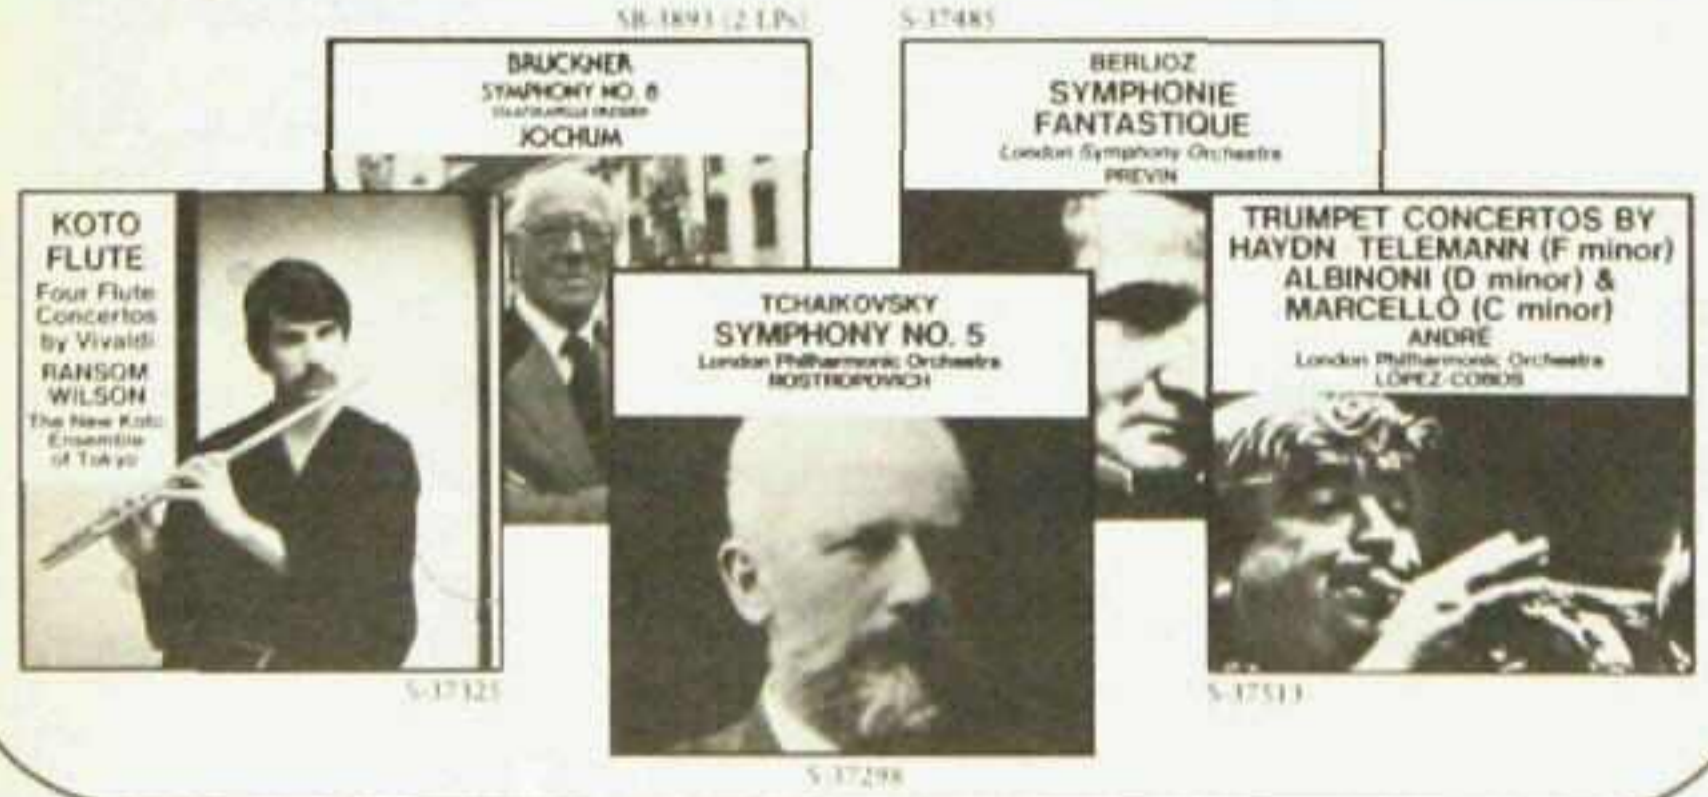 SB-3893 (2 LPs)
BRUCKNER
SYMPHONY NO. 8
STAATSKAPELLE DRESDEN
JOCHUM
S-37485
BERLIOZ
SYMPHONIE
FANTASTIQUE
London Symphony Orchestra
PREVIN
KOTO
FLUTE
Four Flute
Concertos
by Vivaldi
RANSOM
WILSON
The New Koto
Ensemble
of Tokyo
S-37325
TCHAIKOVSKY
SYMPHONY NO. 5
London Philharmonic Orchestra
ROSTROPOVICH
S-37298
TRUMPET CONCERTOS BY
HAYDN TELEMANN (F minor)
ALBINONI (D minor) &
MARCELLO (C minor)
ANDRÉ
London Philharmonic Orchestra
LÓPEZ-COBOS
S-37513